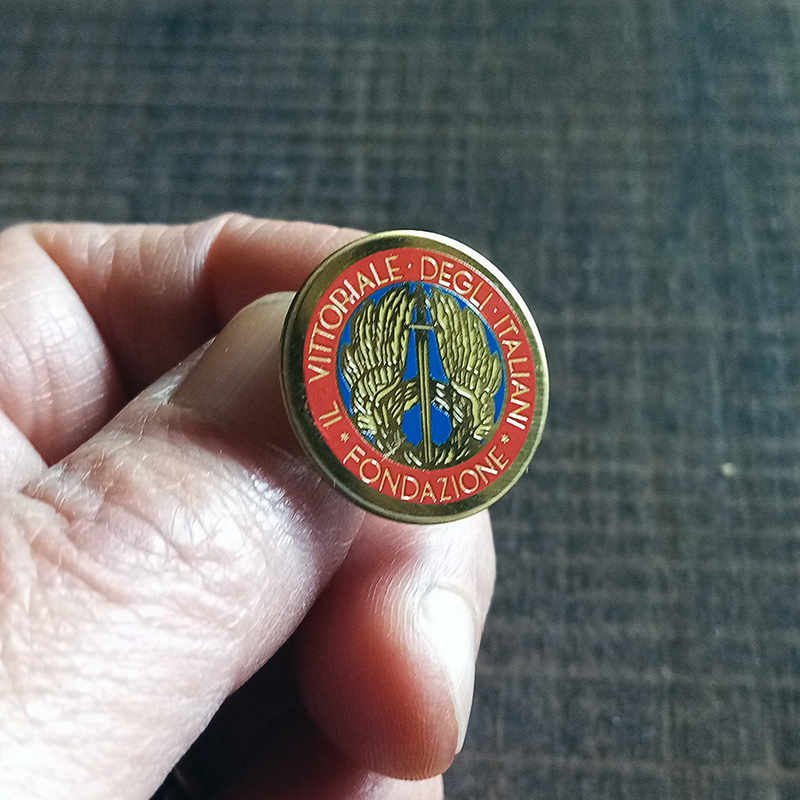 IL VITTORIALE · DEGLI · ITALIANI
* FONDAZIONE *